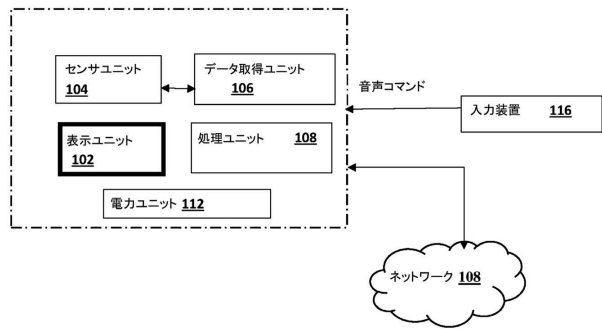 センサユニット
104
データ取得ユニット
106
音声コマンド
入力装置 116
表示ユニット
102
処理ユニット 108
電力ユニット 112
ネットワーク 108